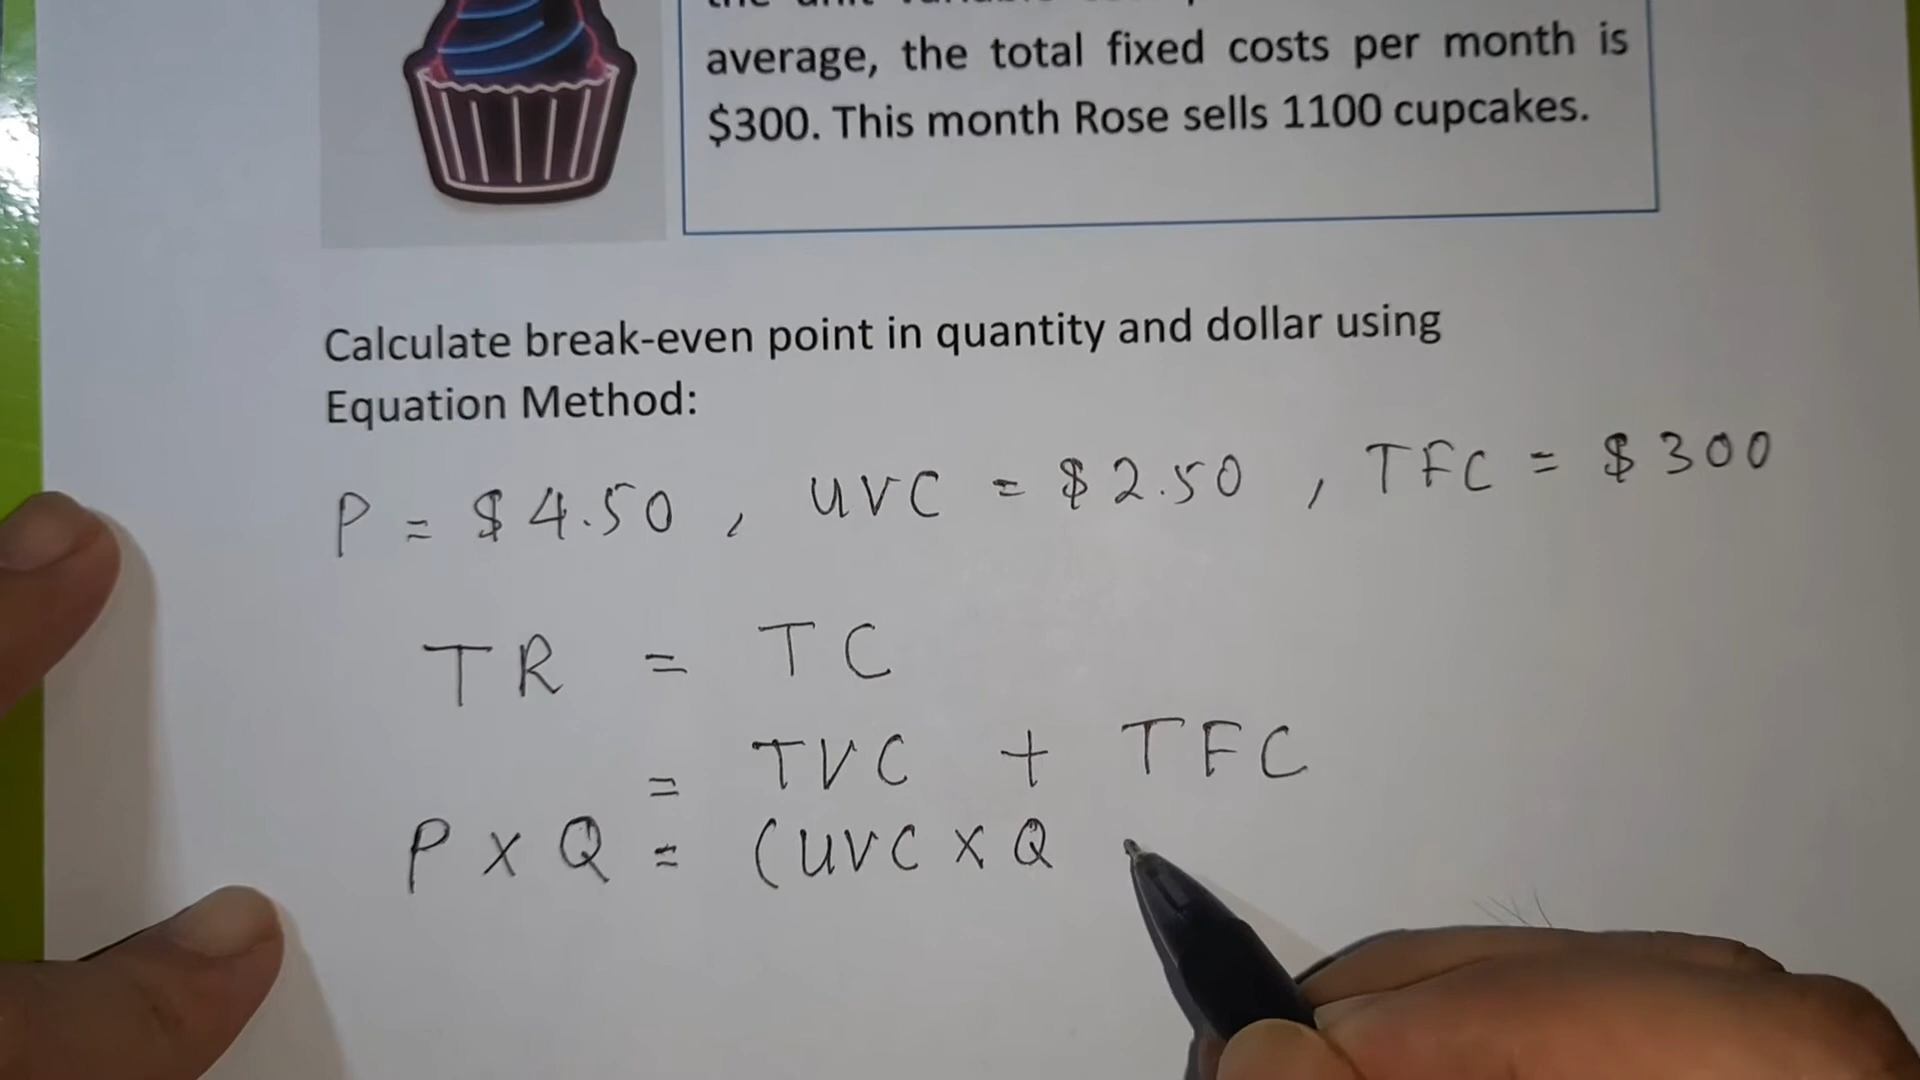 average, the total fixed costs per month is
$300. This month Rose sells 1100 cupcakes.
Calculate break-even point in quantity and dollar using
Equation Method:
P = $4.50, UVC = $2.50, TFC = $300
TR = TC
= TVC + TFC
P x Q = (UVC x Q